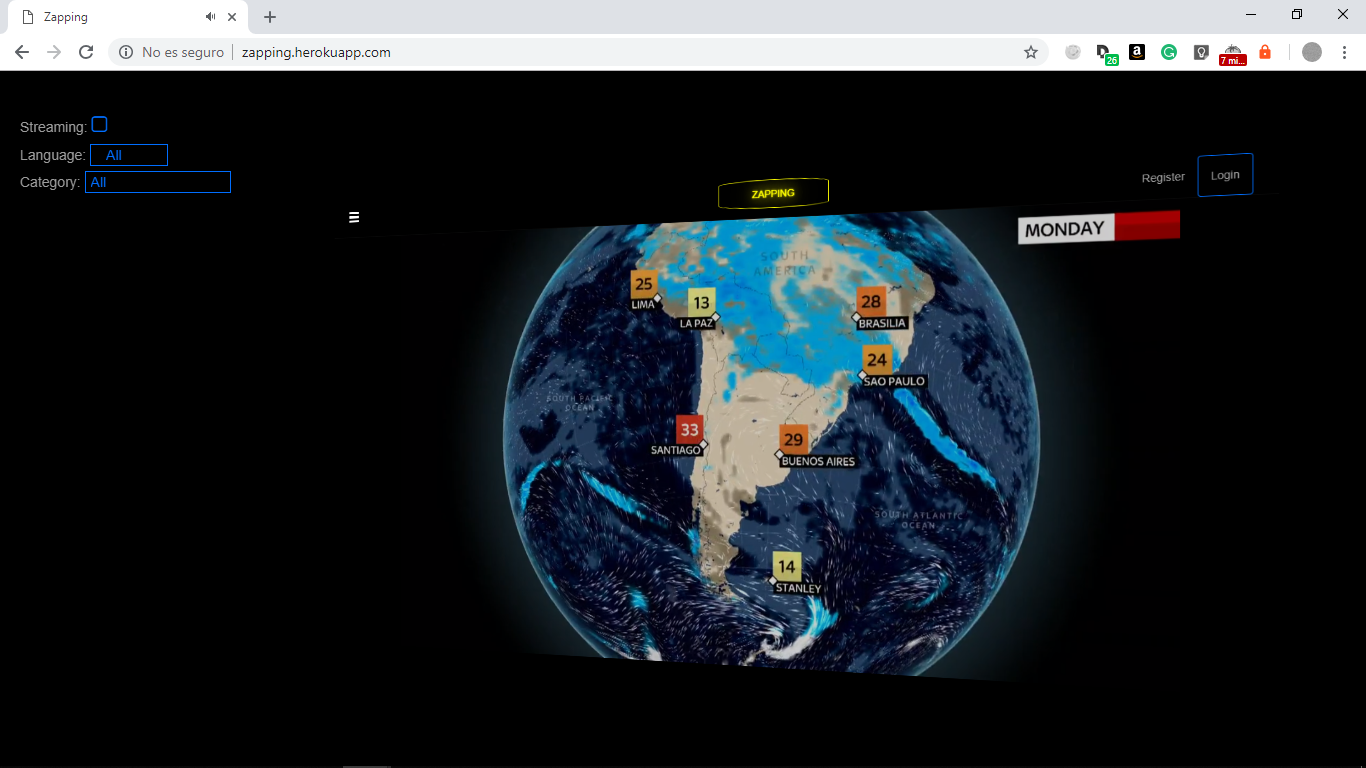 Zapping
No es seguro
zapping.herokuapp.com
26
7 mi...
Streaming:
Language: All
Category: All
Register
Login
ZAPPING
MONDAY
SOUTH
AMERICA
25
LIMA
13
LA PAZ
28
BRASILIA
24
SAO PAULO
SOUTH PACIFIC
OCEAN
33
SANTIAGO
29
BUENOS AIRES
SOUTH ATLANTIC
OCEAN
14
STANLEY